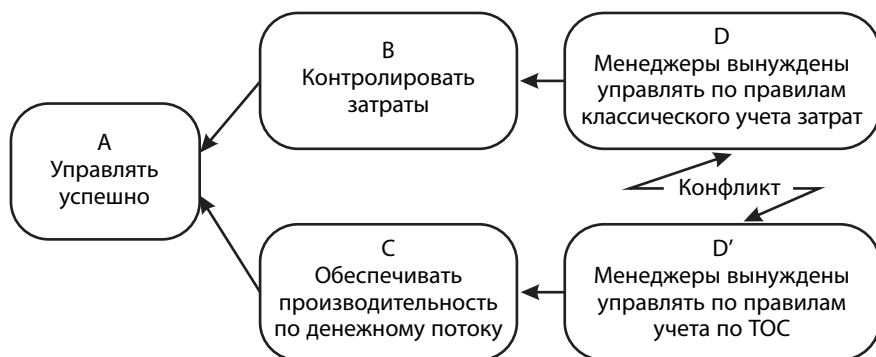 A
Управлять
успешно
B
Контролировать
затраты
D
Менеджеры вынуждены
управлять по правилам
классического учета затрат
Конфликт
C
Обеспечивать
производительность
по денежному потоку
D’
Менеджеры вынуждены
управлять по правилам
учета по ТОС